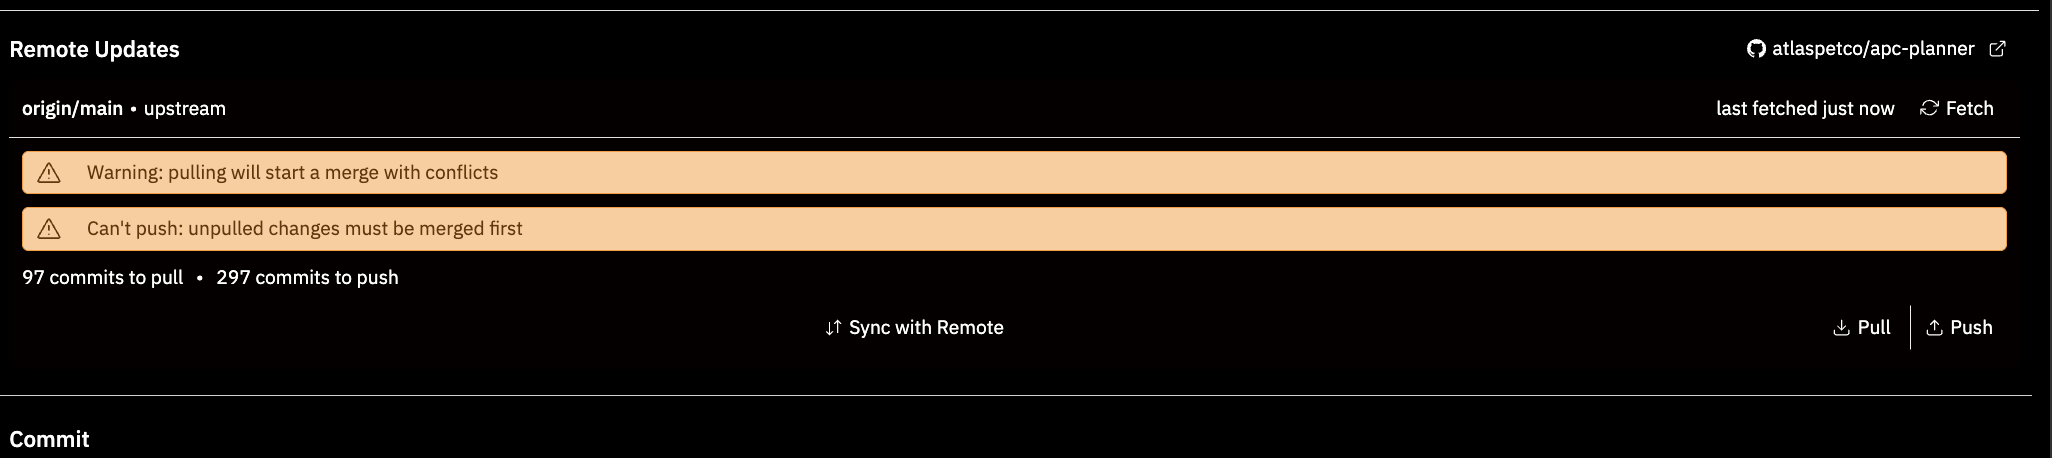 Remote Updates
atlaspetco/apc-planner
origin/main • upstream
last fetched just now
Fetch
Warning: pulling will start a merge with conflicts
Can't push: unpulled changes must be merged first
97 commits to pull • 297 commits to push
Sync with Remote
Pull
Push
Commit